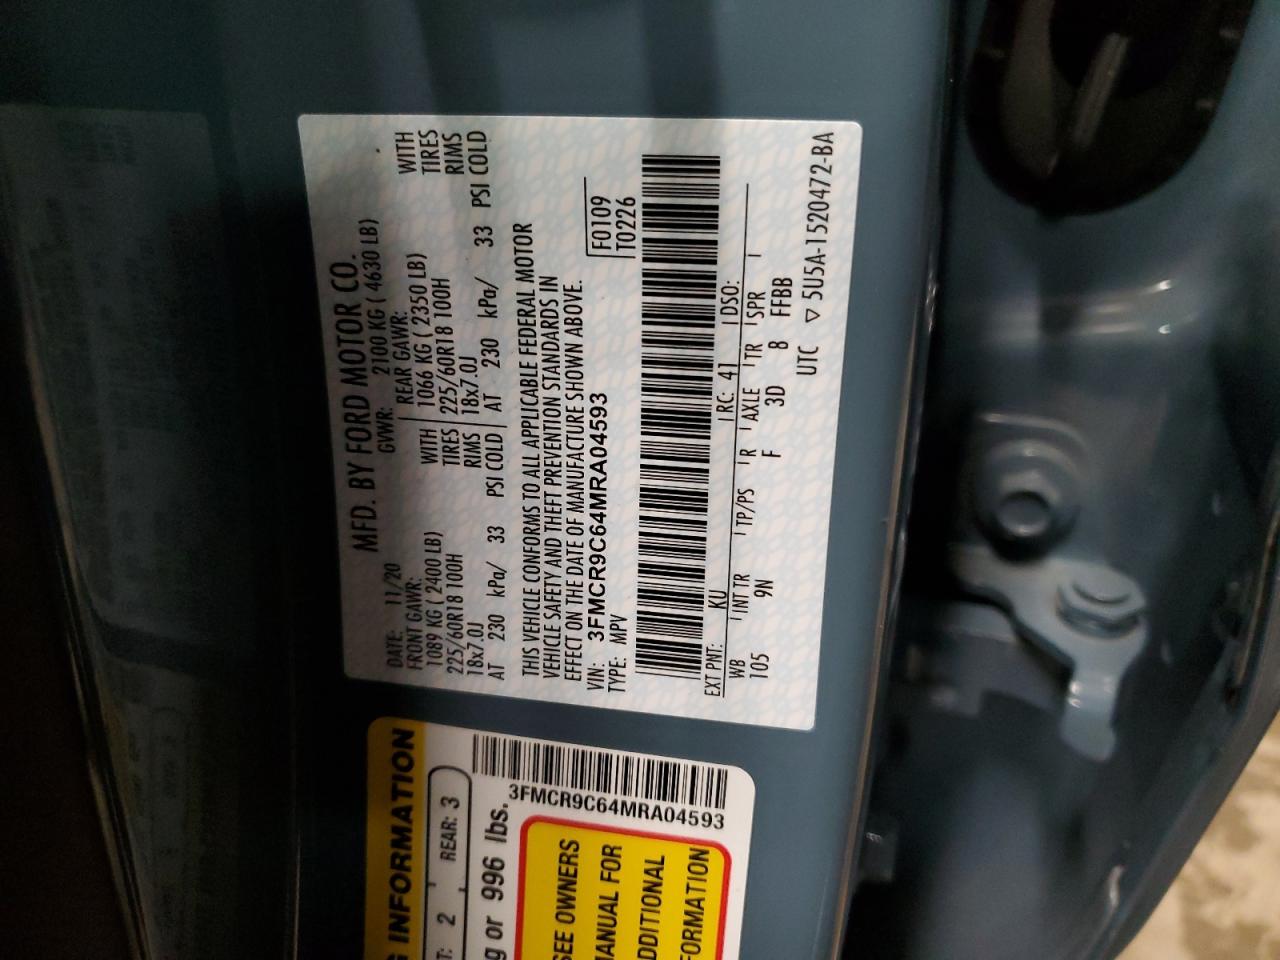 MFD. BY FORD MOTOR CO.
DATE: 11/20 GVWR: 2100 KG ( 4630 LB)
FRONT GAWR: REAR GAWR:
1089 KG ( 2400 LB) WITH 1066 KG ( 2350 LB) WITH
225/60R18 100H TIRES 225/60R18 100H TIRES
18x7.0J RIMS 18x7.0J RIMS
AT 230 kPa/ 33 PSI COLD AT 230 kPa/ 33 PSI COLD
THIS VEHICLE CONFORMS TO ALL APPLICABLE FEDERAL MOTOR
VEHICLE SAFETY AND THEFT PREVENTION STANDARDS IN
EFFECT ON THE DATE OF MANUFACTURE SHOWN ABOVE.
VIN: 3FMCR9C64MRA04593 F0109
TYPE: MPV T0226
EXT PNT: KU RC: 41 DSO:
WB INT TR TP/PS R AXLE TR SPR
105 9N F 3D 8 FFBB
UTC ▽ 5U5A-1520472-BA
INFORMATION
2 REAR: 3
or 996 lbs.
3FMCR9C64MRA04593
SEE OWNERS
MANUAL FOR
ADDITIONAL
INFORMATION